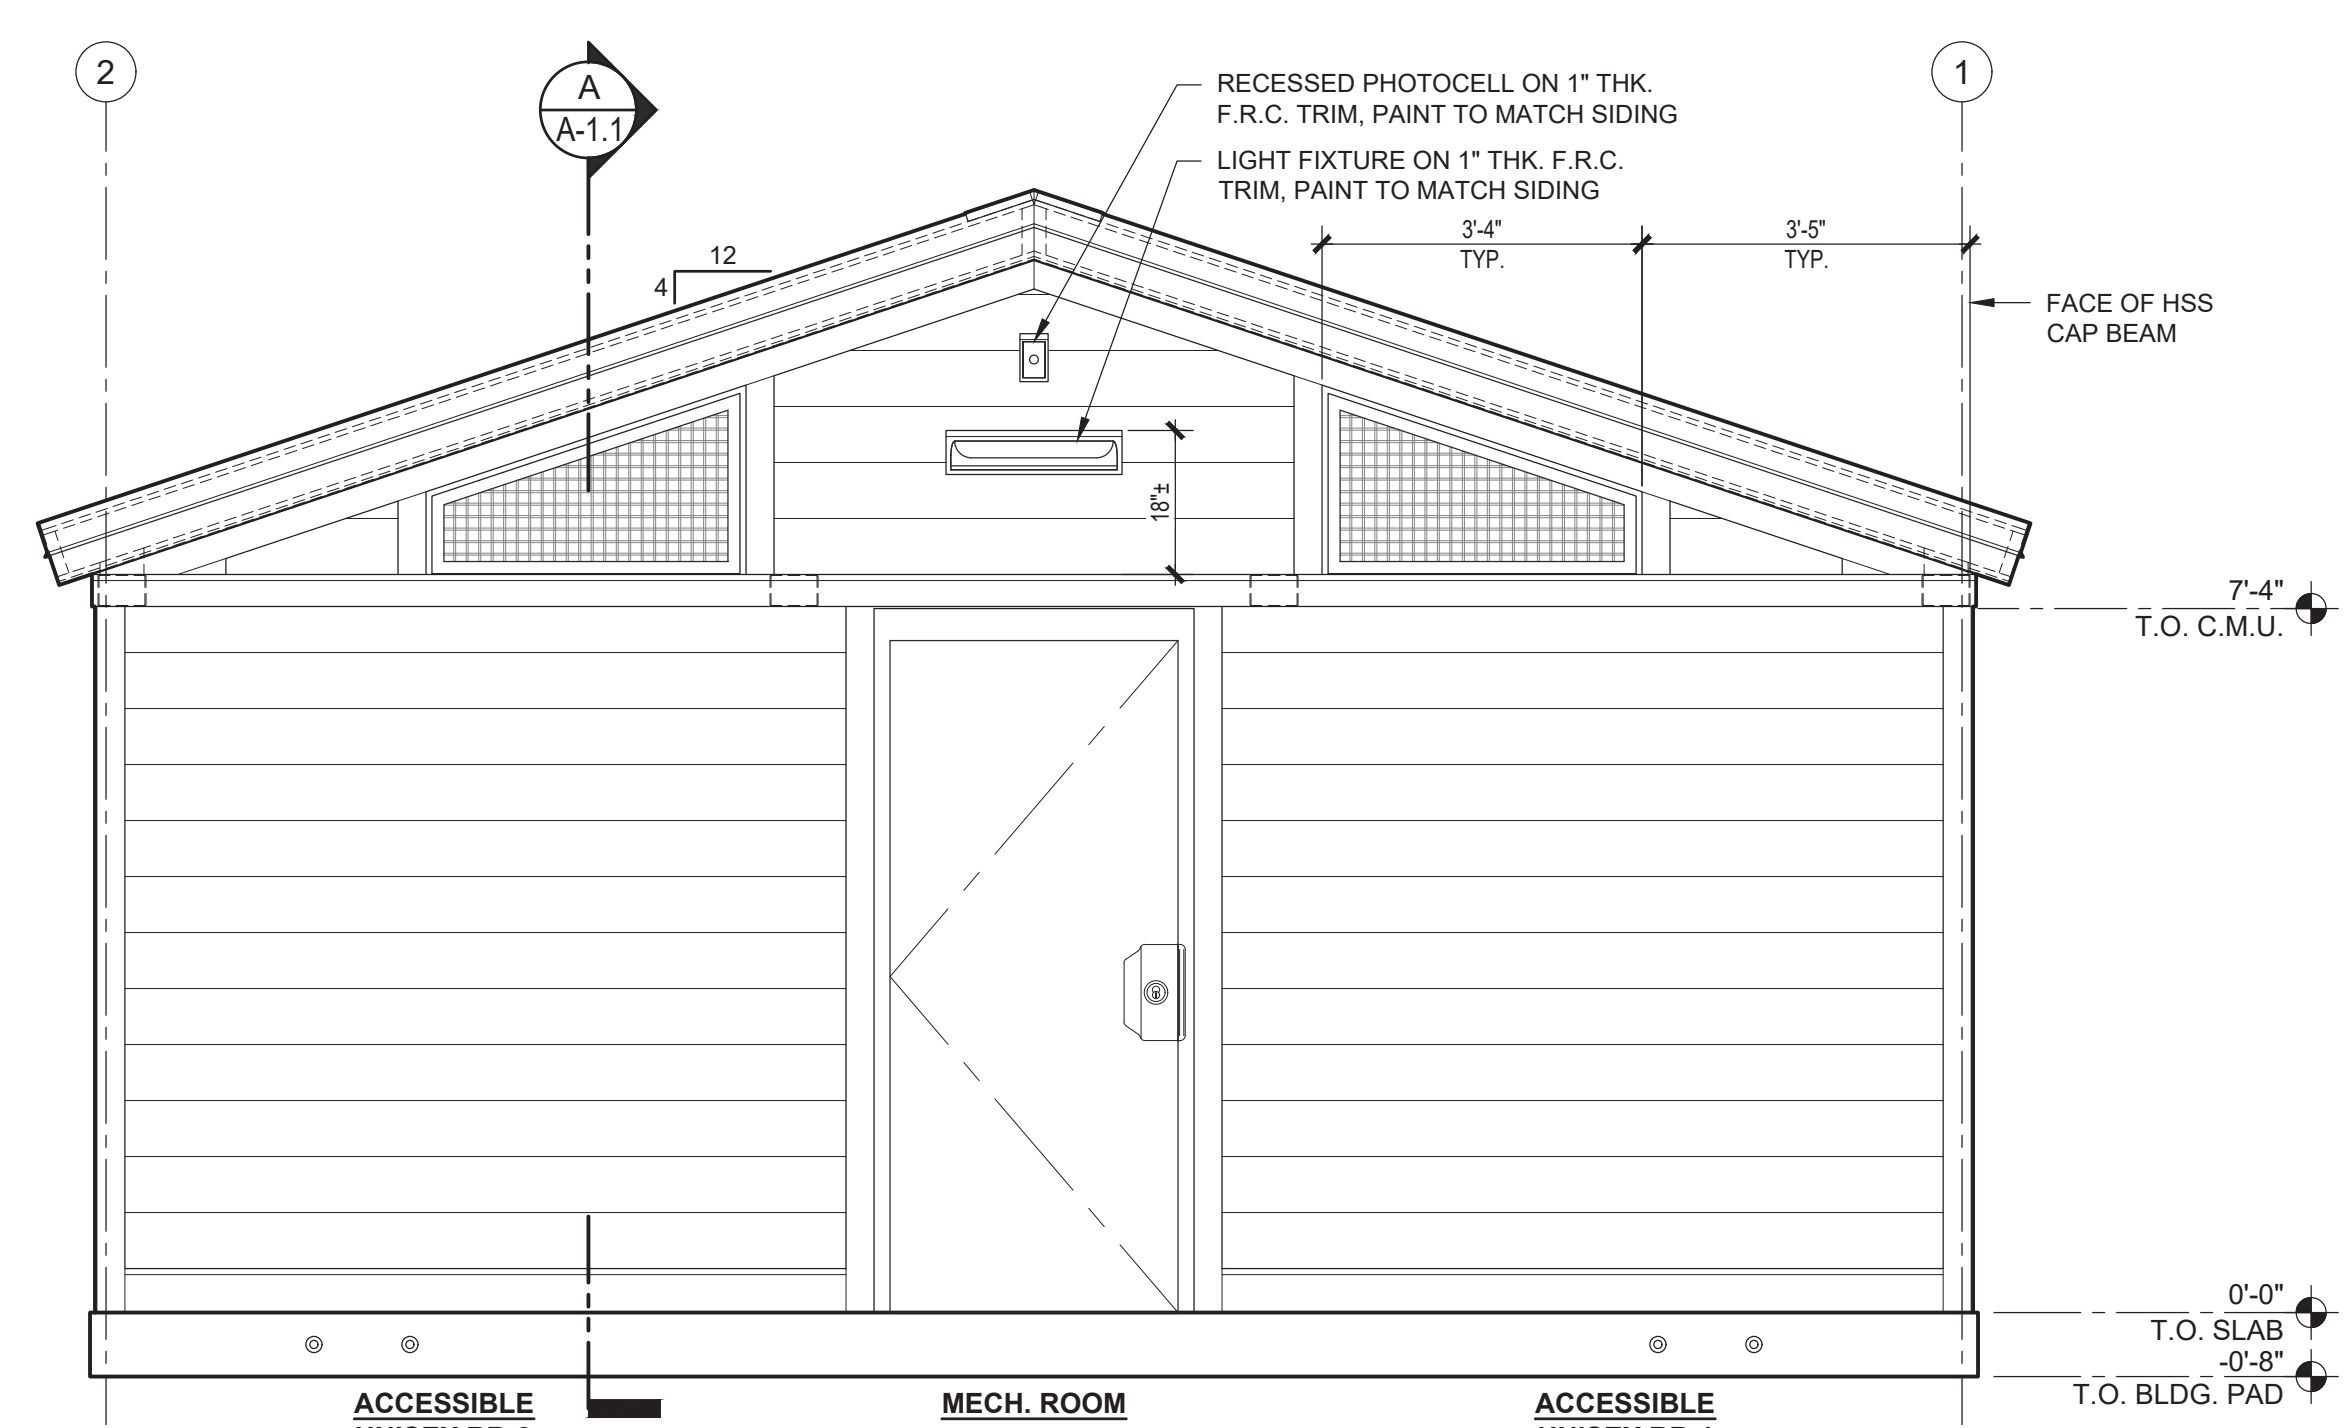 2
A
A-1.1
1
RECESSED PHOTOCELL ON 1" THK.
F.R.C. TRIM, PAINT TO MATCH SIDING
LIGHT FIXTURE ON 1" THK. F.R.C.
TRIM, PAINT TO MATCH SIDING
3'-4"
TYP.
3'-5"
TYP.
12
4
FACE OF HSS
CAP BEAM
18"±
7'-4"
T.O. C.M.U.
0'-0"
T.O. SLAB
-0'-8"
T.O. BLDG. PAD
ACCESSIBLE
MECH. ROOM
ACCESSIBLE